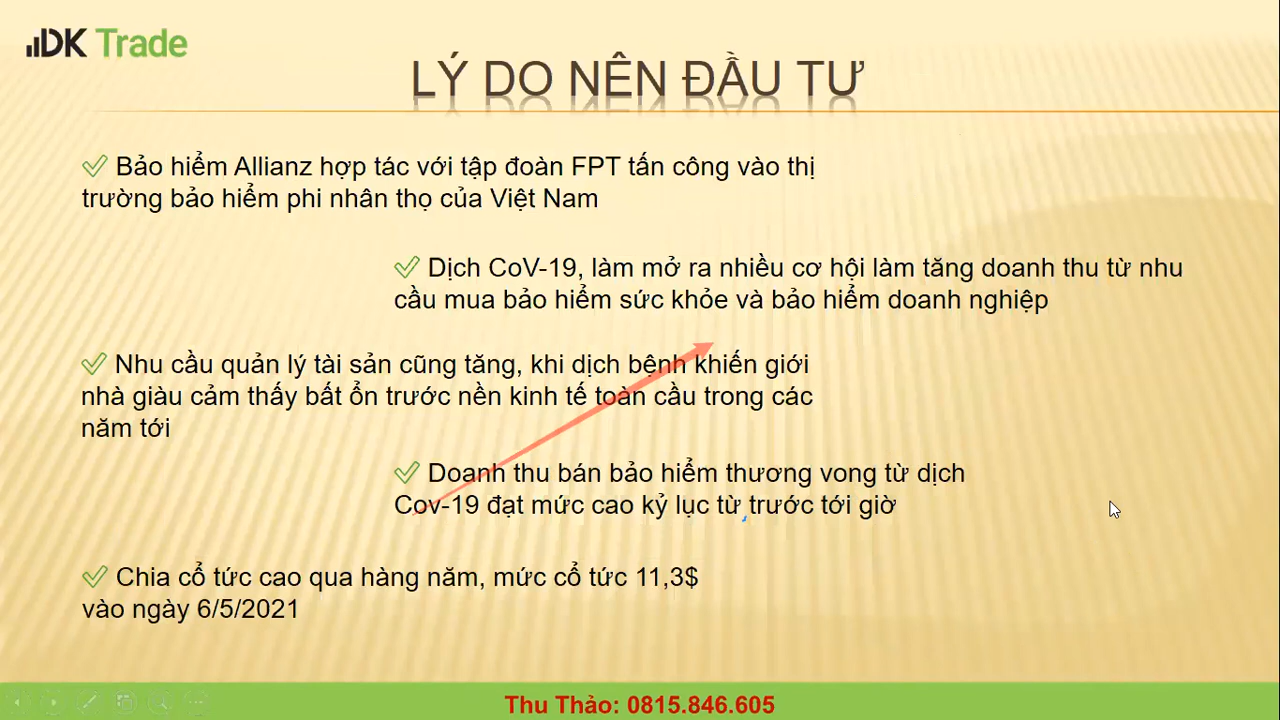 DK Trade
LÝ DO NÊN ĐẦU TƯ
Bảo hiểm Allianz hợp tác với tập đoàn FPT tấn công vào thị
trường bảo hiểm phi nhân thọ của Việt Nam
Dịch CoV-19, làm mở ra nhiều cơ hội làm tăng doanh thu từ nhu
cầu mua bảo hiểm sức khỏe và bảo hiểm doanh nghiệp
Nhu cầu quản lý tài sản cũng tăng, khi dịch bệnh khiến giới
nhà giàu cảm thấy bất ổn trước nền kinh tế toàn cầu trong các
năm tới
Doanh thu bán bảo hiểm thương vong từ dịch
Cov-19 đạt mức cao kỷ lục từ trước tới giờ
Chia cổ tức cao qua hàng năm, mức cổ tức 11,3$
vào ngày 6/5/2021
Thu Thảo: 0815.846.605